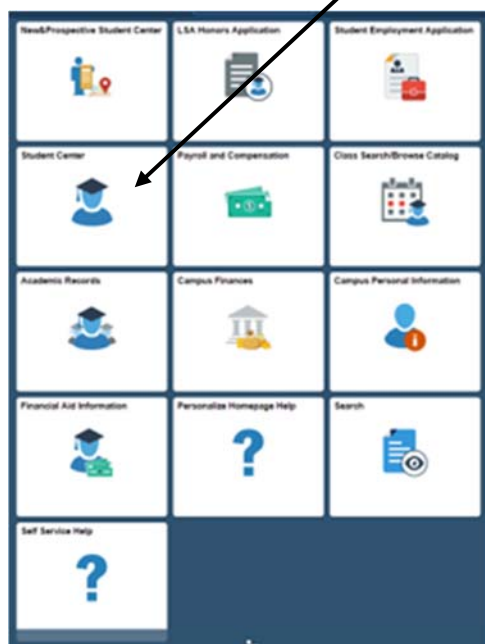 New&Prospective Student Center
LSA Honors Application
Student Employment Application
Student Center
Payroll and Compensation
Class Search/Browse Catalog
Academic Records
Campus Finances
Campus Personal Information
Financial Aid Information
Personalize Homepage Help
Search
Self Service Help